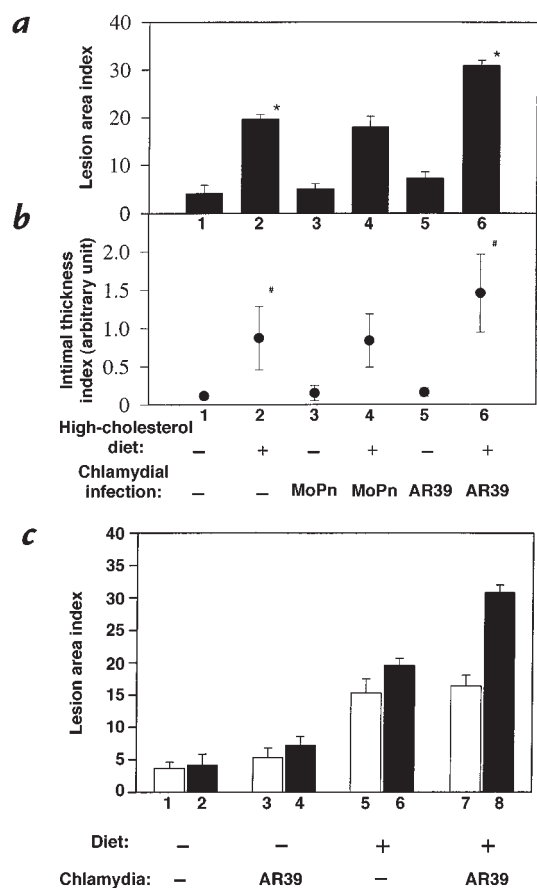 a
Lesion area index
40
30
20
10
0
*
*
1 2 3 4 5 6
b
Intimal thickness
index (arbitrary unit)
2.0
1.5
1.0
0.5
0
#
#
1 2 3 4 5 6
High-cholesterol
diet: – + – + – +
Chlamydial
infection: – – MoPn MoPn AR39 AR39
c
Lesion area index
40
35
30
25
20
15
10
5
0
1 2 3 4 5 6 7 8
Diet: – – + +
Chlamydia: – AR39 – AR39